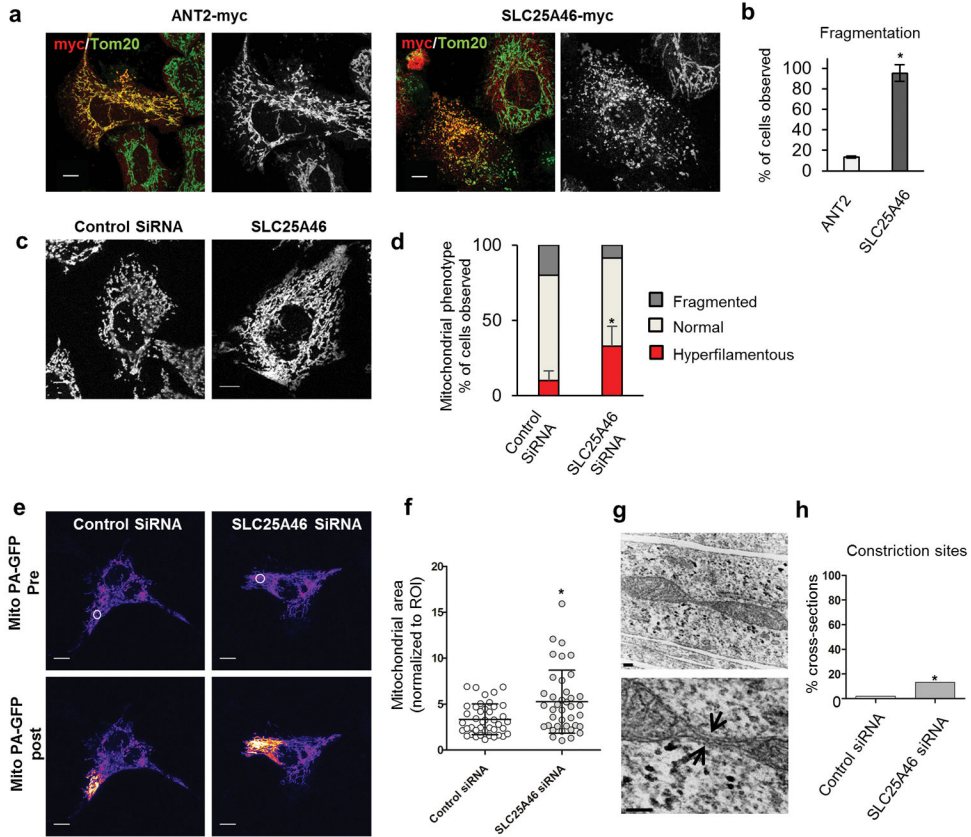 a
ANT2-myc
SLC25A46-myc
myc/Tom20
myc/Tom20
b
Fragmentation
*
100
80
60
40
20
0
% of cells observed
ANT2
SLC25A46
c
Control SiRNA
SLC25A46
d
100
50
0
Mitochondrial phenotype
% of cells observed
*
Control
SiRNA
SLC25A46
SiRNA
Fragmented
Normal
Hyperfilamentous
e
Control SiRNA
SLC25A46 SiRNA
Mito PA-GFP
Pre
Mito PA-GFP
post
f
20
15
10
5
0
Mitochondrial area
(normalized to ROI)
*
Control siRNA
SLC25A46 siRNA
g
h
Constriction sites
100
80
60
40
20
0
% cross-sections
*
Control siRNA
SLC25A46 siRNA